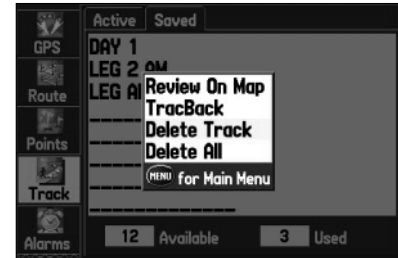 Active Saved
GPS
DAY 1
LEG 2 AM
Route
LEG
Review On Map
TracBack
Delete Track
Delete All
MENU for Main Menu
Points
Track
Alarms
12 Available 3 Used